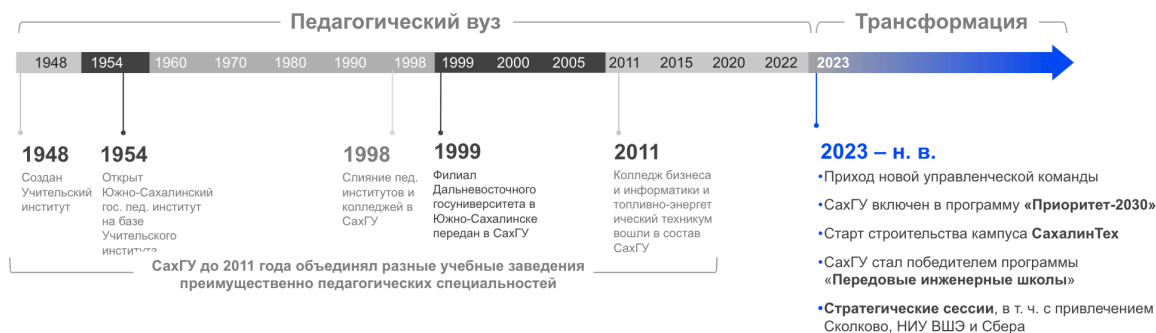 Педагогический вуз
Трансформация
1948 1954 1960 1970 1980 1990 1998 1999 2000 2005 2011 2015 2020 2022 2023
1948
Создан
Учительский
институт
1954
Открыт
Южно-Сахалинский
гос. пед. институт
на базе
Учительского
института
1998
Слияние пед.
институтов и
колледжей в
СахГУ
1999
Филиал
Дальневосточного
госуниверситета в
Южно-Сахалинске
передан в СахГУ
2011
Колледж бизнеса
и информатики и
топливно-энергет
ический техникум
вошли в состав
СахГУ
СахГУ до 2011 года объединял разные учебные заведения
преимущественно педагогических специальностей
2023 – н. в.
•Приход новой управленческой команды
•СахГУ включен в программу «Приоритет-2030»
•Старт строительства кампуса СахалинТех
•СахГУ стал победителем программы
«Передовые инженерные школы»
•Стратегические сессии, в т. ч. с привлечением
Сколково, НИУ ВШЭ и Сбера